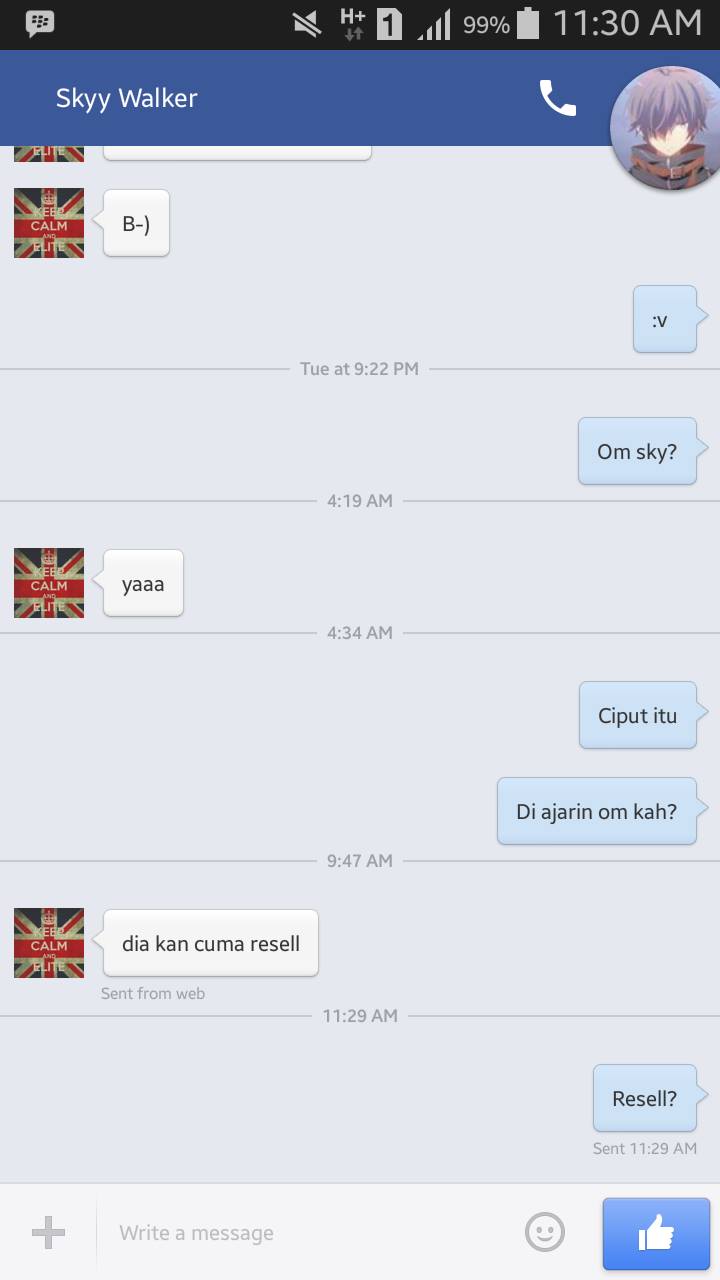 H+ 1 99% 11:30 AM
Skyy Walker
ELITE
KEEP
CALM
AND
ELITE
B-)
:v
Tue at 9:22 PM
Om sky?
4:19 AM
KEEP
CALM
AND
ELITE
yaaa
4:34 AM
Ciput itu
Di ajarin om kah?
9:47 AM
KEEP
CALM
AND
ELITE
dia kan cuma resell
Sent from web
11:29 AM
Resell?
Sent 11:29 AM
Write a message